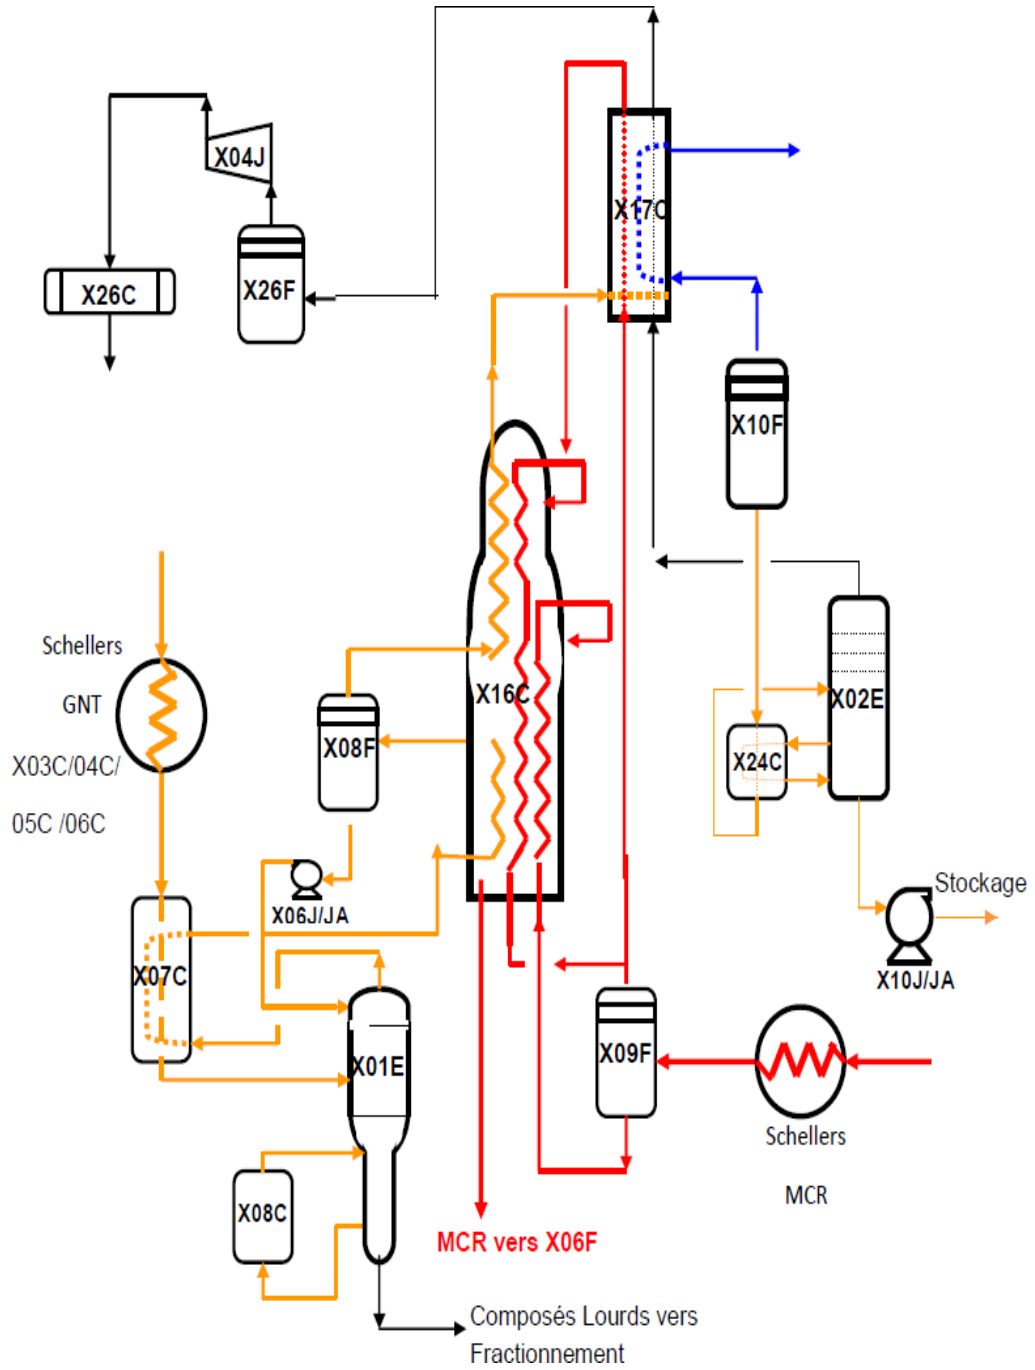 X04J
X26C
X26F
X17C
X10F
Schellers
GNT
X03C/04C/
05C /06C
X08F
X16C
X02E
X24C
X06J/JA
Stockage
X10J/JA
X07C
X01E
X09F
Schellers
MCR
X08C
MCR vers X06F
Composés Lourds vers
Fractionnement